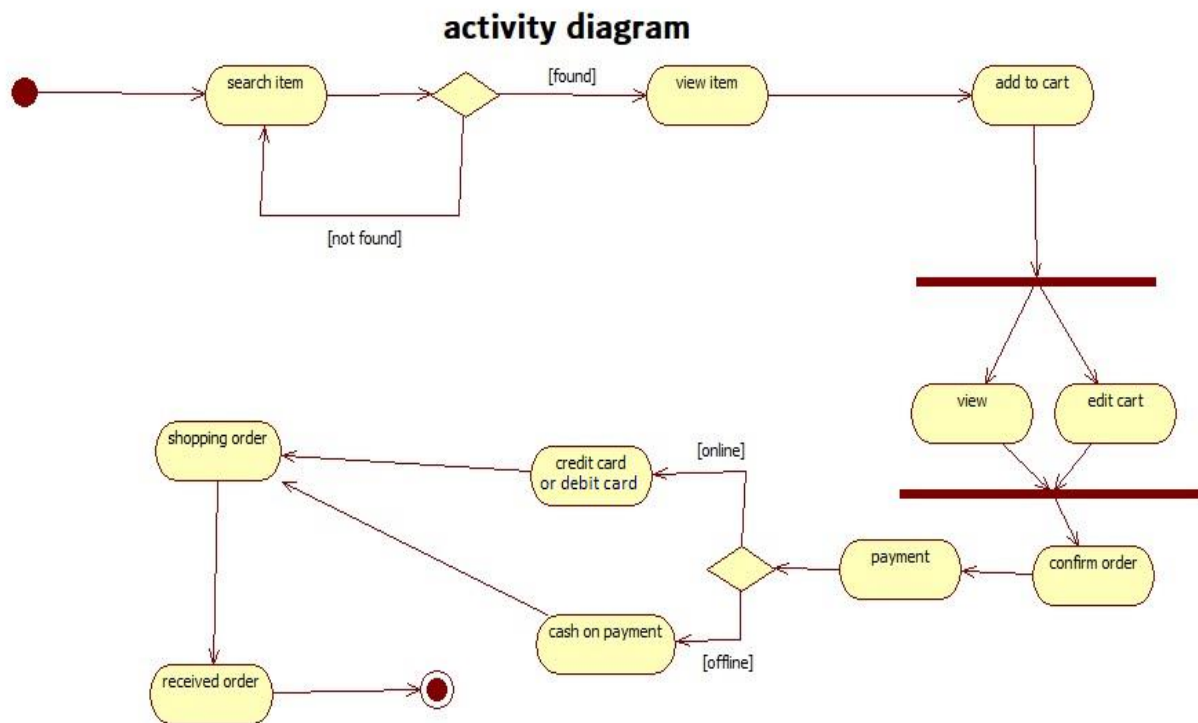 activity diagram
search item
[found]
view item
add to cart
[not found]
view
edit cart
shopping order
credit card
or debit card
[online]
payment
confirm order
cash on payment
[offline]
received order